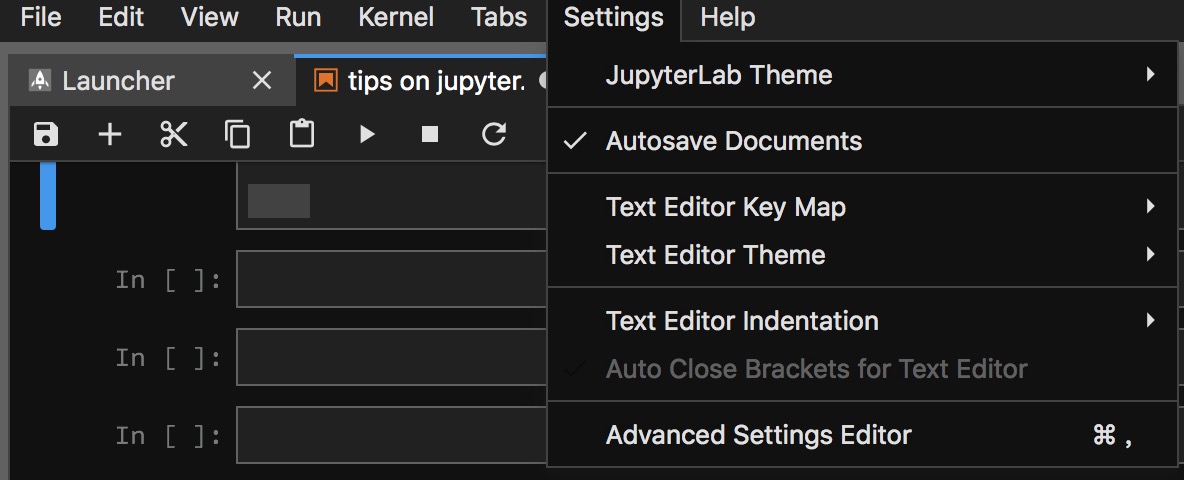 File Edit View Run Kernel Tabs Settings Help
Launcher
tips on jupyter.
JupyterLab Theme
Autosave Documents
Text Editor Key Map
Text Editor Theme
Text Editor Indentation
Auto Close Brackets for Text Editor
Advanced Settings Editor ⌘ ,
In [ ]:
In [ ]:
In [ ]: